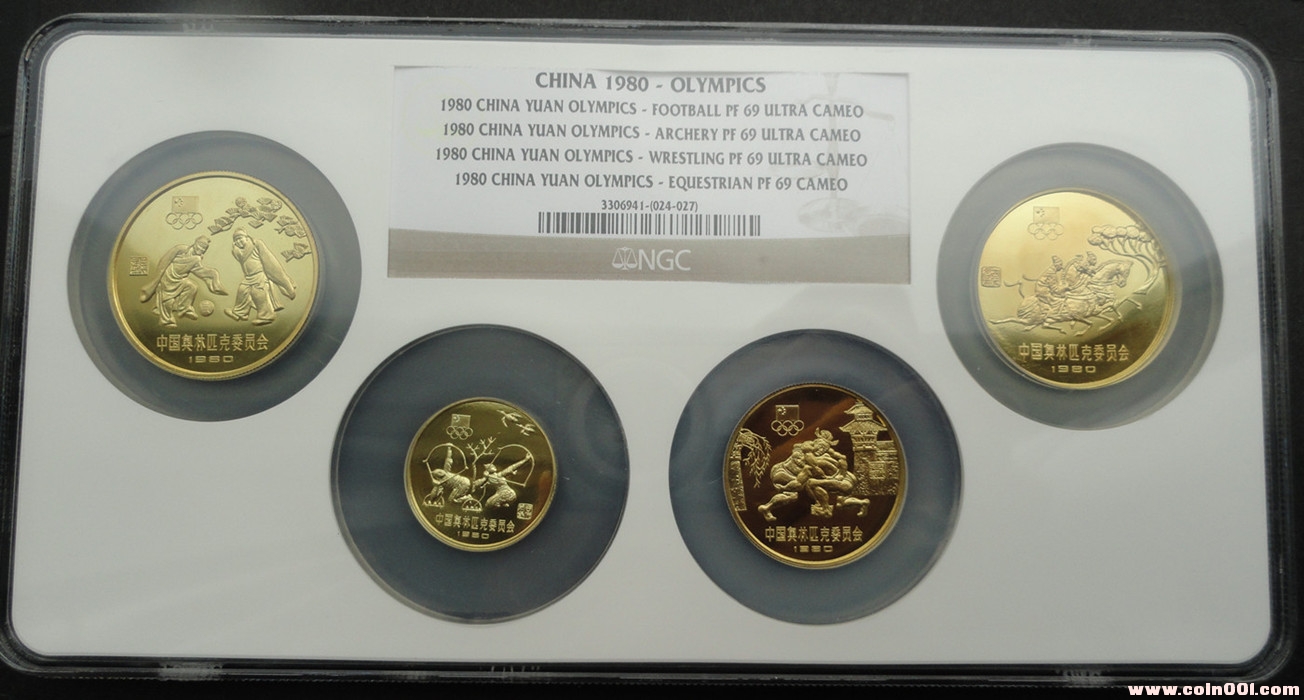 CHINA 1980 - OLYMPICS
1980 CHINA YUAN OLYMPICS - FOOTBALL PF 69 ULTRA CAMEO
1980 CHINA YUAN OLYMPICS - ARCHERY PF 69 ULTRA CAMEO
1980 CHINA YUAN OLYMPICS - WRESTLING PF 69 ULTRA CAMEO
1980 CHINA YUAN OLYMPICS - EQUESTRIAN PF 69 CAMEO
3306941-(024-027)
NGC
中国奥林匹克委员会
1980
中国奥林匹克委员会
1980
中国奥林匹克委员会
1980
中国奥林匹克委员会
1980
www.coin001.com